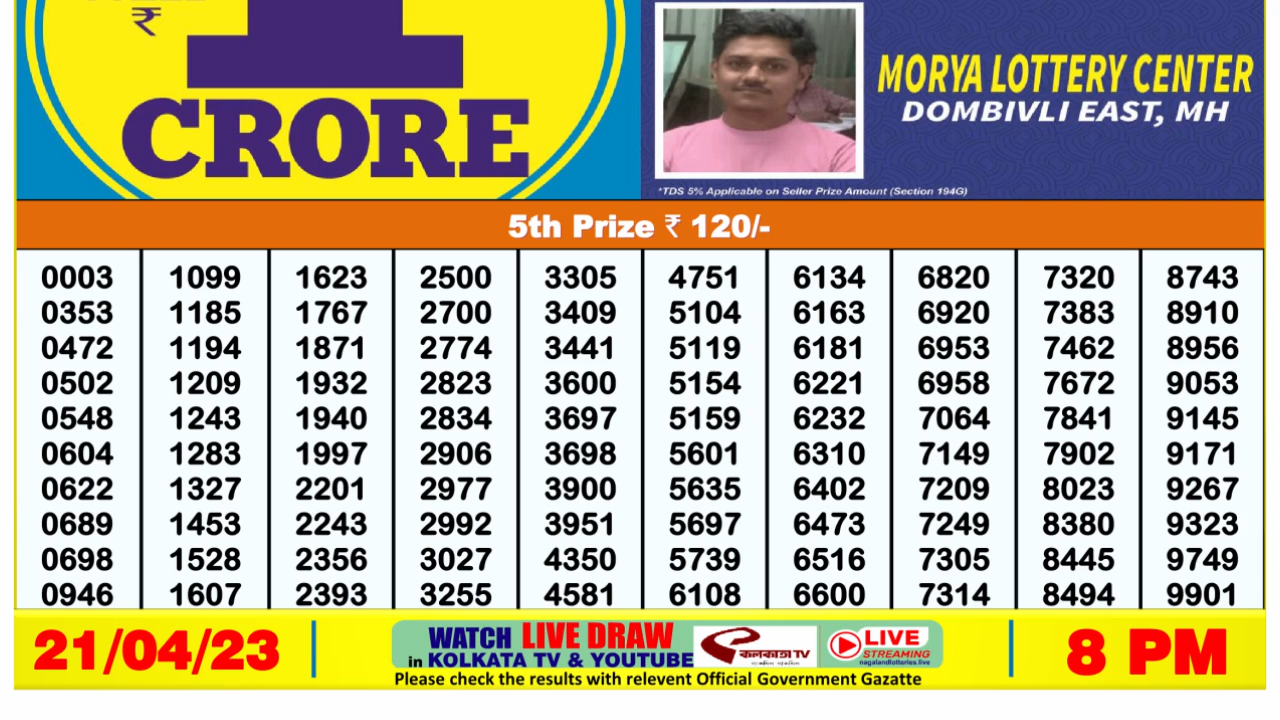 ₹
CRORE
MORYA LOTTERY CENTER
DOMBIVLI EAST, MH
*TDS 5% Applicable on Seller Prize Amount (Section 194G)
5th Prize ₹ 120/-
0003 1099 1623 2500 3305 4751 6134 6820 7320 8743
0353 1185 1767 2700 3409 5104 6163 6920 7383 8910
0472 1194 1871 2774 3441 5119 6181 6953 7462 8956
0502 1209 1932 2823 3600 5154 6221 6958 7672 9053
0548 1243 1940 2834 3697 5159 6232 7064 7841 9145
0604 1283 1997 2906 3698 5601 6310 7149 7902 9171
0622 1327 2201 2977 3900 5635 6402 7209 8023 9267
0689 1453 2243 2992 3951 5697 6473 7249 8380 9323
0698 1528 2356 3027 4350 5739 6516 7305 8445 9749
0946 1607 2393 3255 4581 6108 6600 7314 8494 9901
21/04/23
WATCH LIVE DRAW
in KOLKATA TV & YOUTUBE
কলকাতা TV
LIVE
STREAMING
nagalandlotteries.live
Please check the results with relevent Official Government Gazatte
8 PM